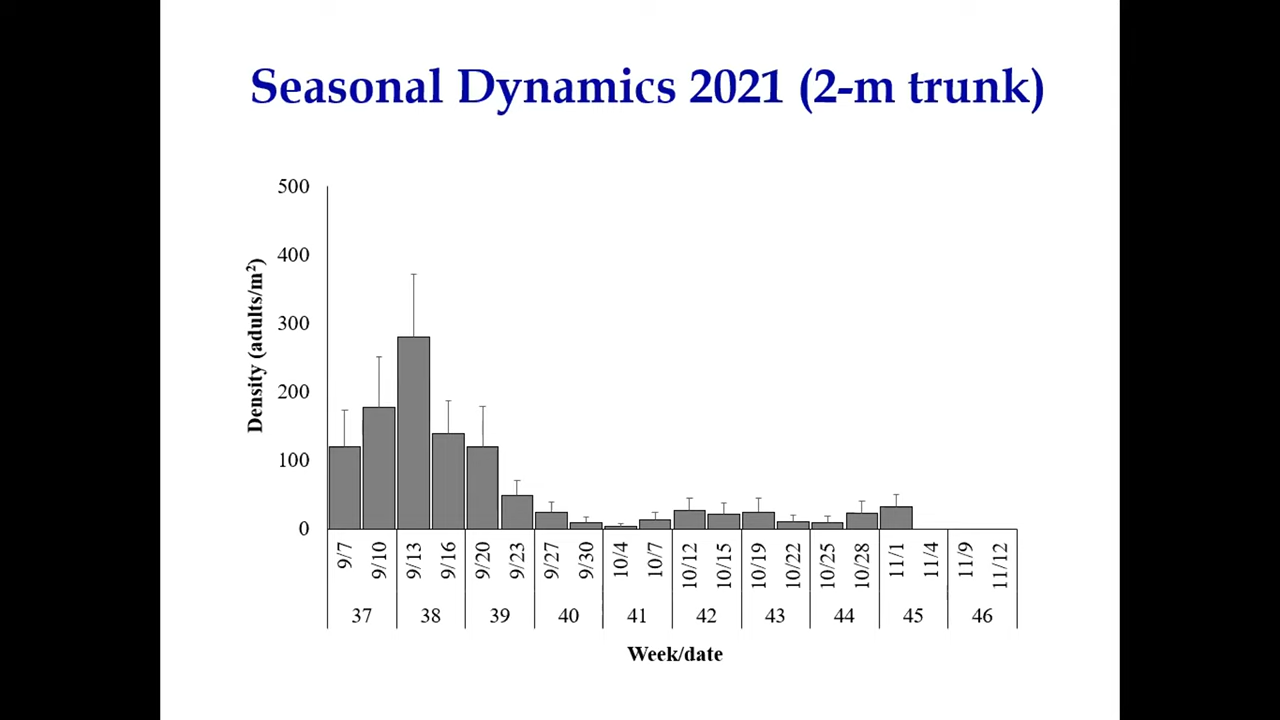 Seasonal Dynamics 2021 (2-m trunk)
500
400
300
200
100
0
Density (adults/m²)
9/7 9/10 9/13 9/16 9/20 9/23 9/27 9/30 10/4 10/7 10/12 10/15 10/19 10/22 10/25 10/28 11/1 11/4 11/9 11/12
37 38 39 40 41 42 43 44 45 46
Week/date